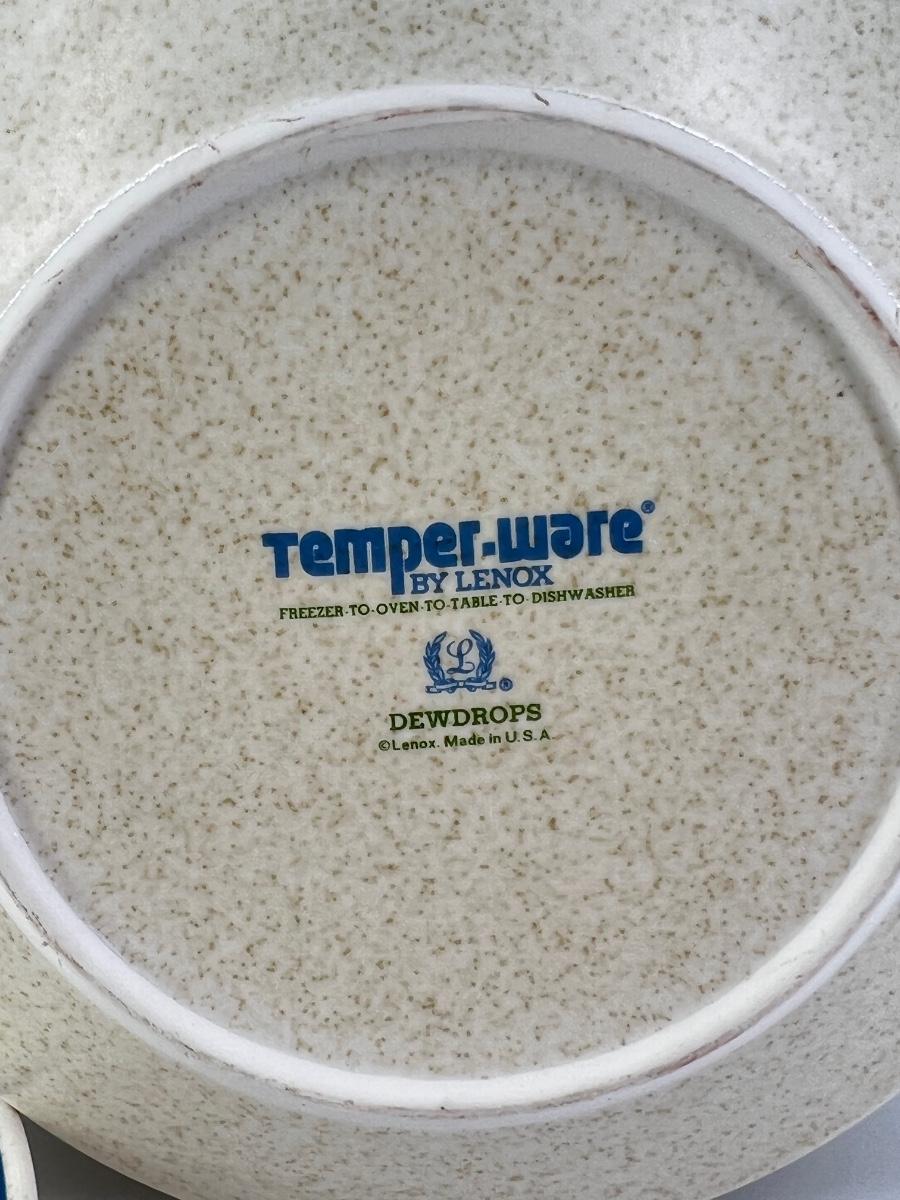 Temper-ware®
BY LENOX
FREEZER-TO-OVEN-TO-TABLE-TO-DISHWASHER
L ®
DEWDROPS
©Lenox. Made in U.S.A